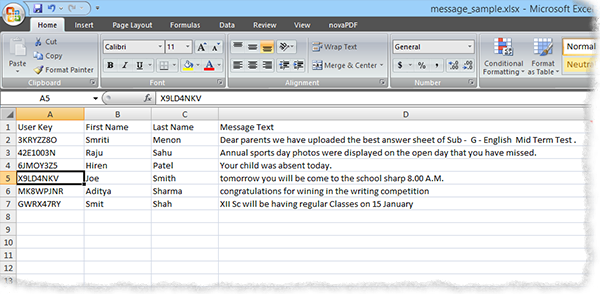 message_sample.xlsx - Microsoft Exce
Home Insert Page Layout Formulas Data Review View novaPDF
Paste
Cut
Copy
Format Painter
Clipboard
Calibri 11 A A
B I U A
Font
Wrap Text
Merge & Center
Alignment
General
$ % , .0 .00 .00 .0
Number
Conditional Formatting
Format as Table
Normal
Neutra
A5 fx X9LD4NKV
A B C D
1 User Key First Name Last Name Message Text
2 3KRYZZ8O Smriti Menon Dear parents we have uploaded the best answer sheet of Sub - G - English Mid Term Test .
3 42E1003N Raju Sahu Annual sports day photos were displayed on the open day that you have missed.
4 6JMOY3Z5 Hiren Patel Your child was absent today.
5 X9LD4NKV Joe Smith tomorrow you will be come to the school sharp 8.00 A.M.
6 MK8WPJNR Aditya Sharma congratulations for wining in the writing competition
7 GWRX47RY Smit Shah XII Sc will be having regular Classes on 15 January
8
9
10
11
12
13